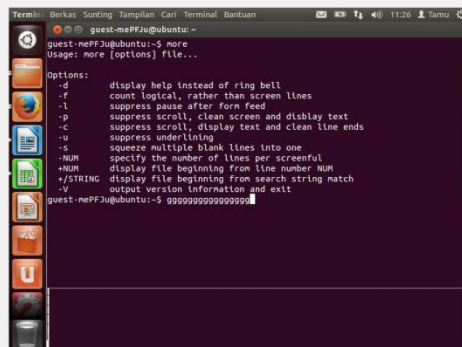 Termin Berkas Sunting Tampilan Cari Terminal Bantuan 11:26 Tamu
guest-mePFJu@ubuntu: ~
guest-mePFJu@ubuntu:~$ more
Usage: more [options] file...
Options:
-d display help instead of ring bell
-f count logical, rather than screen lines
-l suppress pause after form feed
-p suppress scroll, clean screen and disblay text
-c suppress scroll, display text and clean line ends
-u suppress underlining
-s squeeze multiple blank lines into one
-NUM specify the number of lines per screenful
+NUM display file beginning from line number NUM
+/STRING display file beginning from search string match
-V output version information and exit
guest-mePFJu@ubuntu:~$ gggggggggggggggg